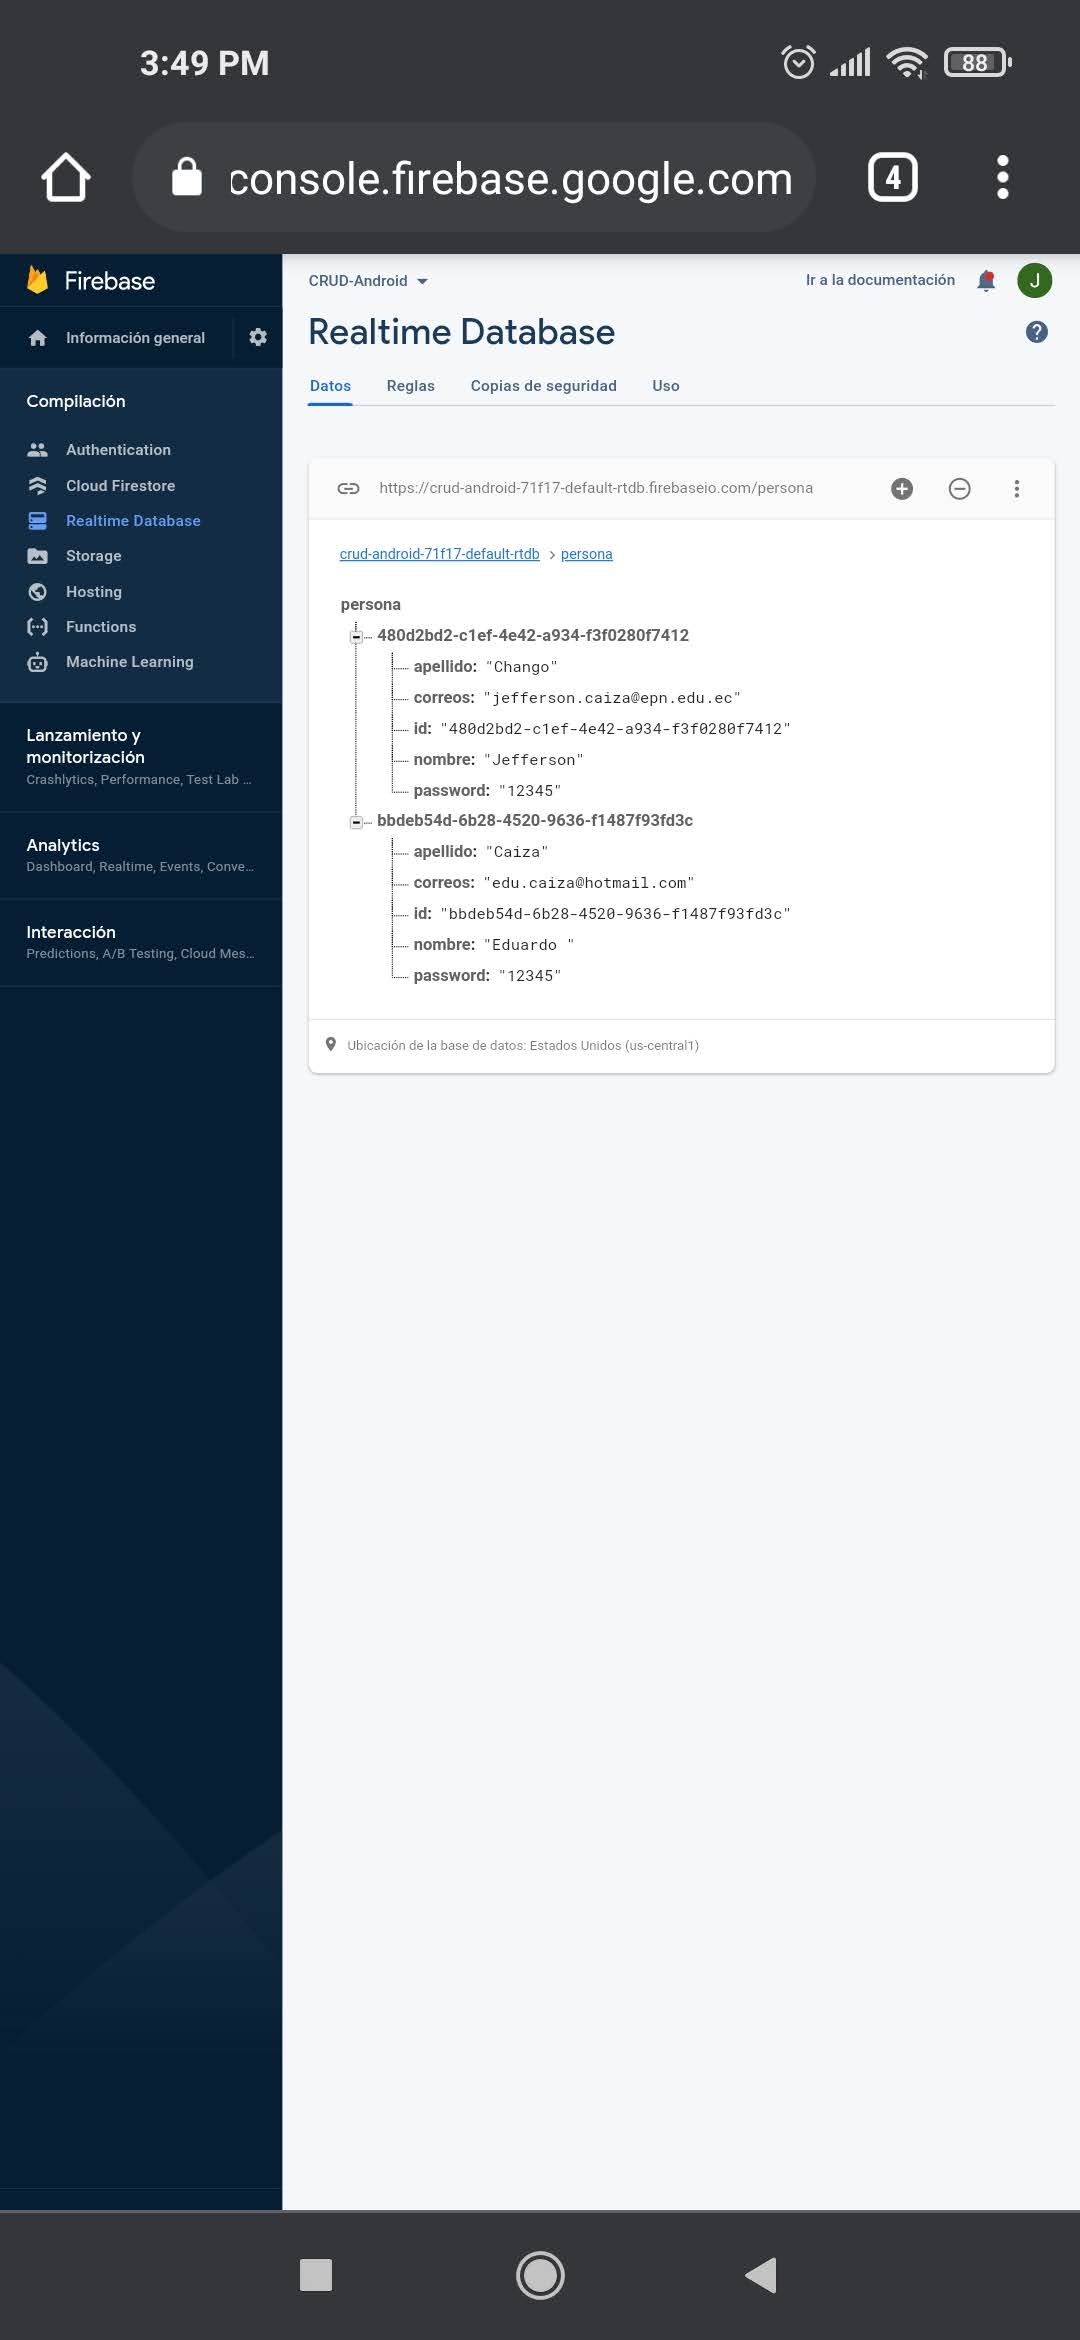 3:49 PM
88
console.firebase.google.com
4
Firebase
CRUD-Android
Ir a la documentación
J
Información general
Realtime Database
?
Datos Reglas Copias de seguridad Uso
Compilación
Authentication
Cloud Firestore
Realtime Database
Storage
Hosting
Functions
Machine Learning
Lanzamiento y
monitorización
Crashlytics, Performance, Test Lab ...
Analytics
Dashboard, Realtime, Events, Conve...
Interacción
Predictions, A/B Testing, Cloud Mes...
https://crud-android-71f17-default-rtdb.firebaseio.com/persona
crud-android-71f17-default-rtdb > persona
persona
480d2bd2-c1ef-4e42-a934-f3f0280f7412
apellido: "Chango"
correos: "jefferson.caiza@epn.edu.ec"
id: "480d2bd2-c1ef-4e42-a934-f3f0280f7412"
nombre: "Jefferson"
password: "12345"
bbdeb54d-6b28-4520-9636-f1487f93fd3c
apellido: "Caiza"
correos: "edu.caiza@hotmail.com"
id: "bbdeb54d-6b28-4520-9636-f1487f93fd3c"
nombre: "Eduardo "
password: "12345"
Ubicación de la base de datos: Estados Unidos (us-central1)